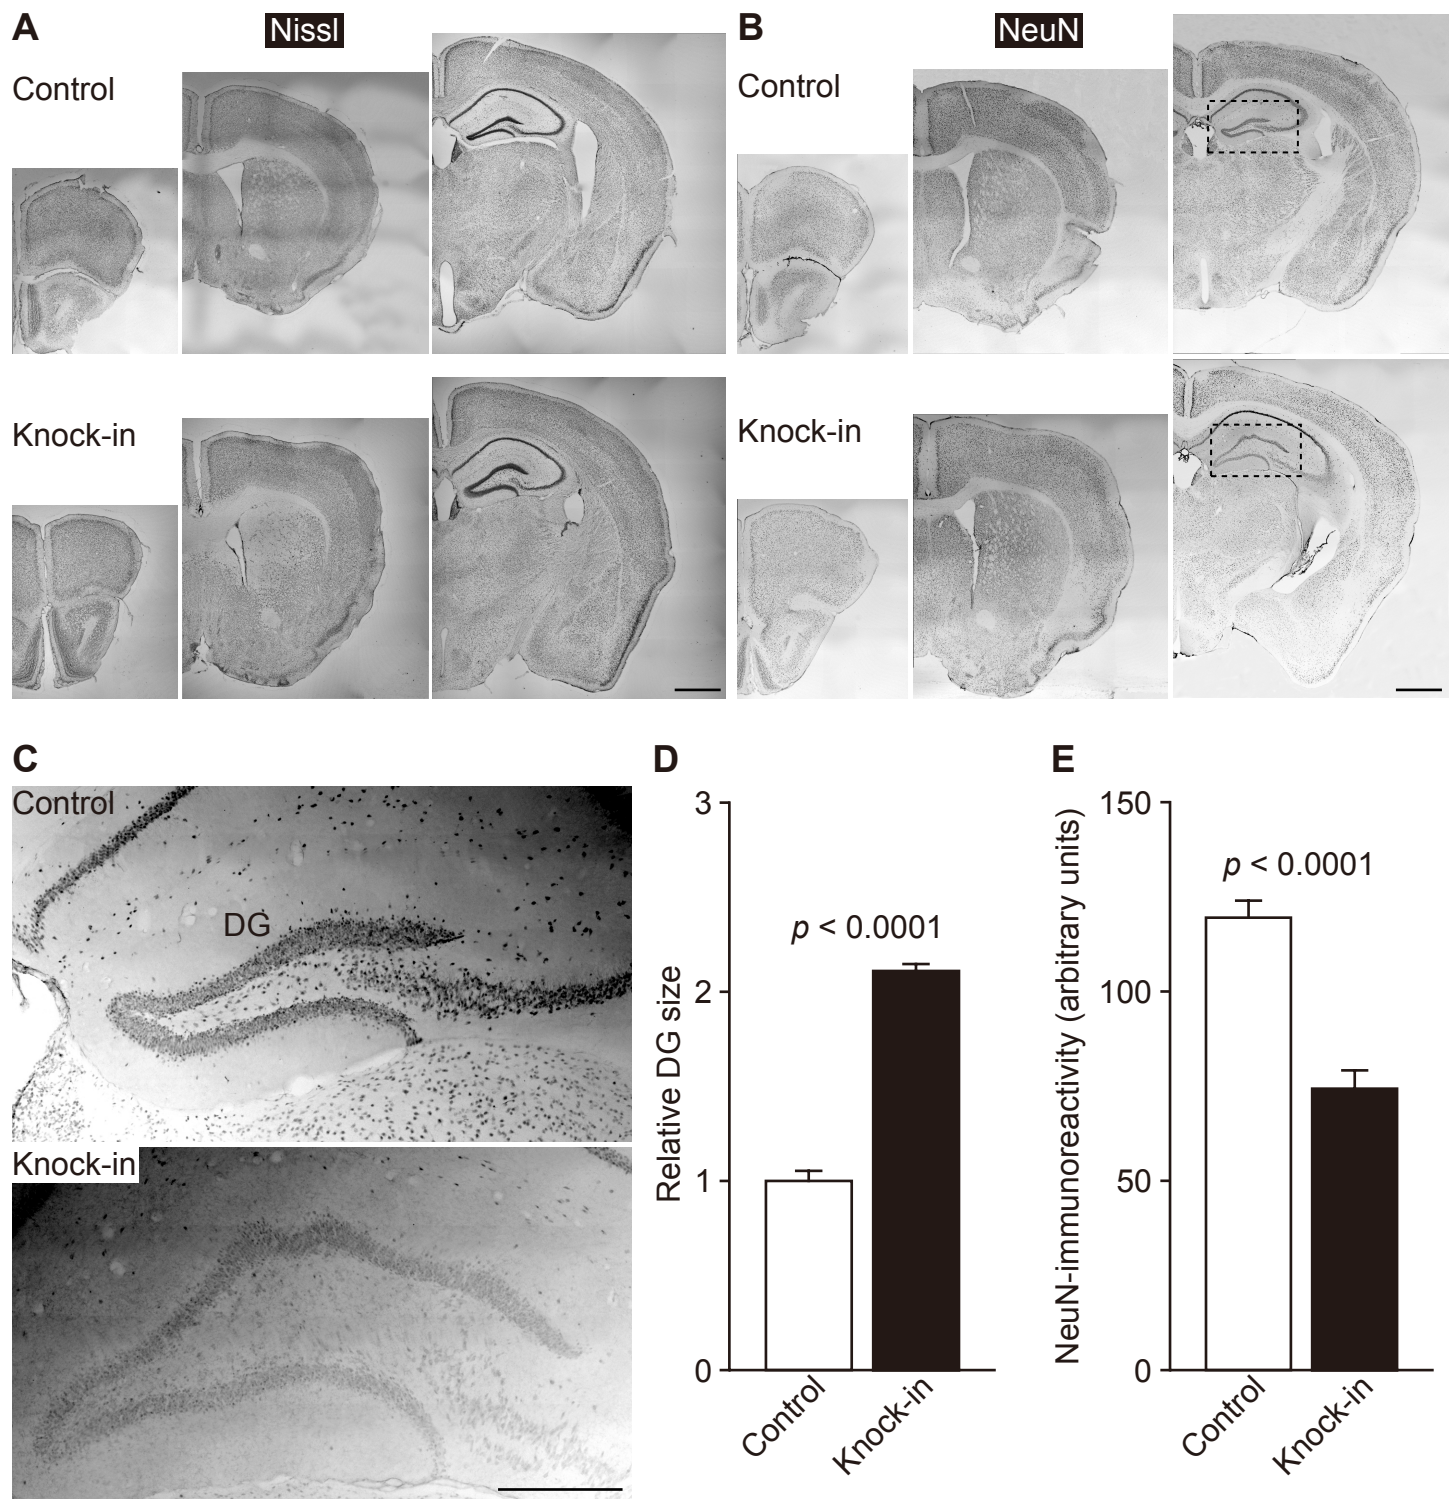 A
Nissl
Control
Knock-in
B
NeuN
Control
Knock-in
C
Control
DG
Knock-in
D
Relative DG size
3
2
1
0
p < 0.0001
Control
Knock-in
E
NeuN-immunoreactivity (arbitrary units)
150
100
50
0
p < 0.0001
Control
Knock-in